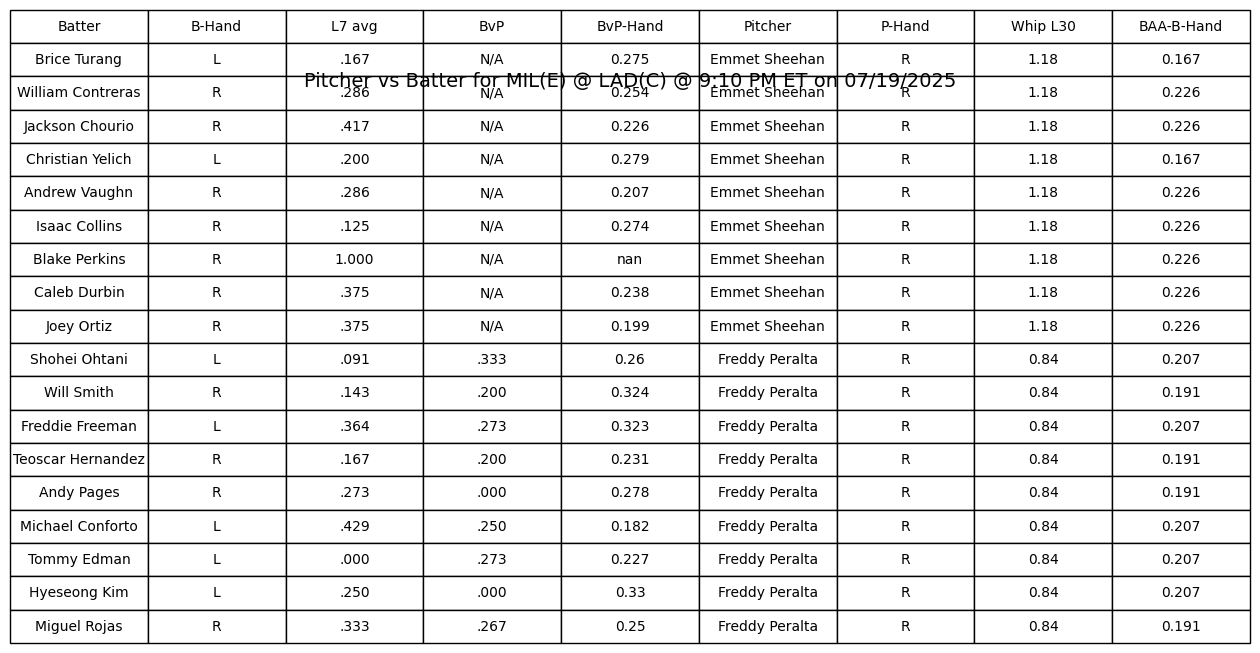 Batter B-Hand L7 avg BvP BvP-Hand Pitcher P-Hand Whip L30 BAA-B-Hand
Brice Turang L .167 N/A 0.275 Emmet Sheehan R 1.18 0.167
Pitcher vs Batter for MIL(E) @ LAD(C) @ 9:10 PM ET on 07/19/2025
William Contreras R .286 N/A 0.254 Emmet Sheehan R 1.18 0.226
Jackson Chourio R .417 N/A 0.226 Emmet Sheehan R 1.18 0.226
Christian Yelich L .200 N/A 0.279 Emmet Sheehan R 1.18 0.167
Andrew Vaughn R .286 N/A 0.207 Emmet Sheehan R 1.18 0.226
Isaac Collins R .125 N/A 0.274 Emmet Sheehan R 1.18 0.226
Blake Perkins R 1.000 N/A nan Emmet Sheehan R 1.18 0.226
Caleb Durbin R .375 N/A 0.238 Emmet Sheehan R 1.18 0.226
Joey Ortiz R .375 N/A 0.199 Emmet Sheehan R 1.18 0.226
Shohei Ohtani L .091 .333 0.26 Freddy Peralta R 0.84 0.207
Will Smith R .143 .200 0.324 Freddy Peralta R 0.84 0.191
Freddie Freeman L .364 .273 0.323 Freddy Peralta R 0.84 0.207
Teoscar Hernandez R .167 .200 0.231 Freddy Peralta R 0.84 0.191
Andy Pages R .273 .000 0.278 Freddy Peralta R 0.84 0.191
Michael Conforto L .429 .250 0.182 Freddy Peralta R 0.84 0.207
Tommy Edman L .000 .273 0.227 Freddy Peralta R 0.84 0.207
Hyeseong Kim L .250 .000 0.33 Freddy Peralta R 0.84 0.207
Miguel Rojas R .333 .267 0.25 Freddy Peralta R 0.84 0.191